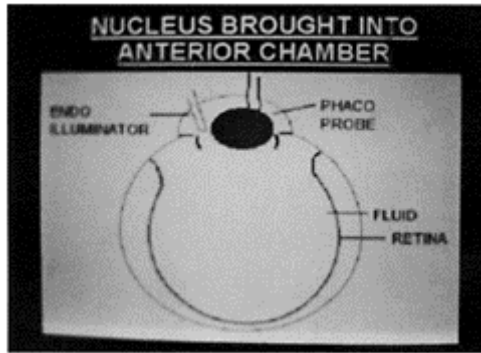 NUCLEUS BROUGHT INTO
ANTERIOR CHAMBER
ENDO
ILLUMINATOR
PHACO
PROBE
FLUID
RETINA